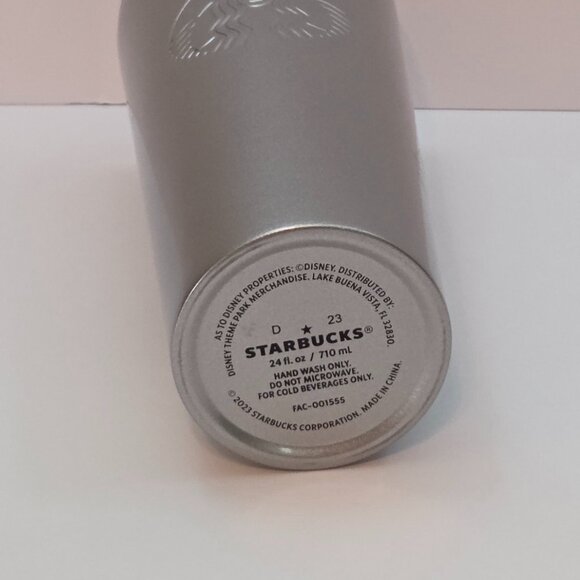 AS TO DISNEY PROPERTIES: ©DISNEY. DISTRIBUTED BY:
DISNEY THEME PARK MERCHANDISE. LAKE BUENA VISTA, FL 32830.
D ★ 23
STARBUCKS®
24 fl. oz / 710 mL
HAND WASH ONLY.
DO NOT MICROWAVE.
FOR COLD BEVERAGES ONLY.
FAC-001555
© 2023 STARBUCKS CORPORATION. MADE IN CHINA.